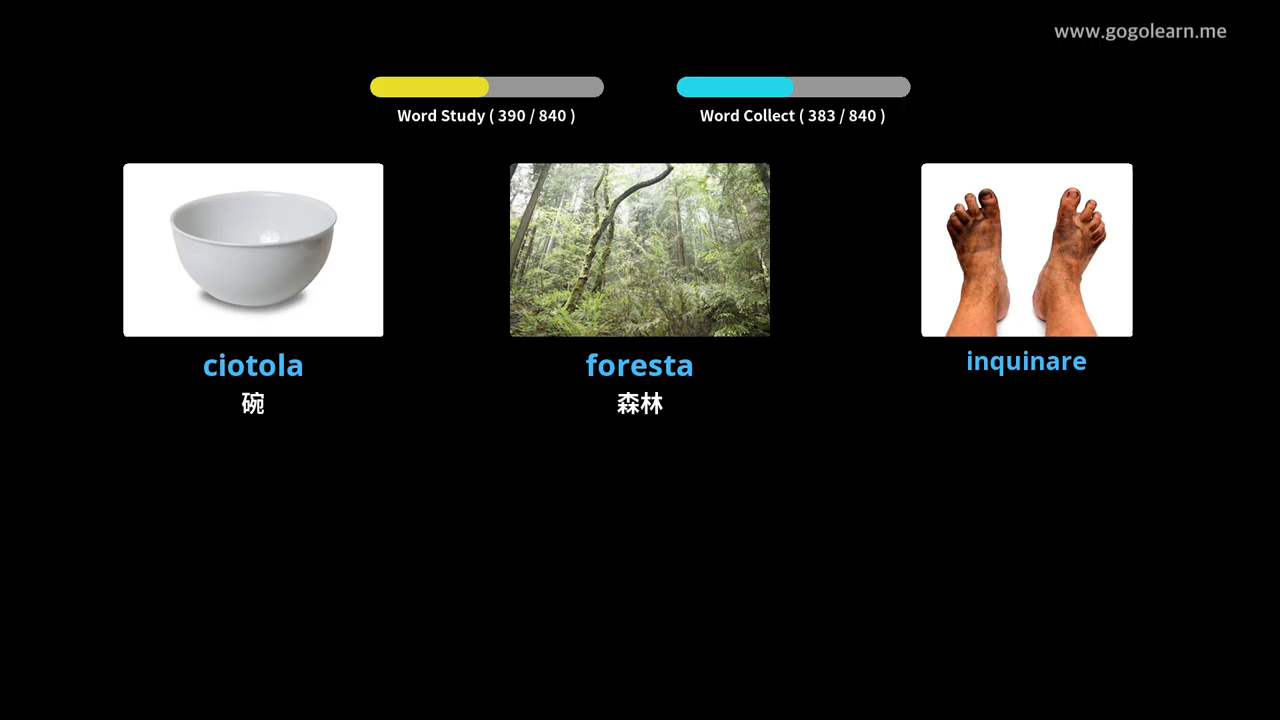 www.gogolearn.me
Word Study ( 390 / 840 )
Word Collect ( 383 / 840 )
ciotola
碗
foresta
森林
inquinare